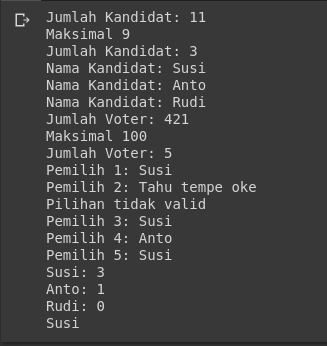 Jumlah Kandidat: 11
Maksimal 9
Jumlah Kandidat: 3
Nama Kandidat: Susi
Nama Kandidat: Anto
Nama Kandidat: Rudi
Jumlah Voter: 421
Maksimal 100
Jumlah Voter: 5
Pemilih 1: Susi
Pemilih 2: Tahu tempe oke
Pilihan tidak valid
Pemilih 3: Susi
Pemilih 4: Anto
Pemilih 5: Susi
Susi: 3
Anto: 1
Rudi: 0
Susi